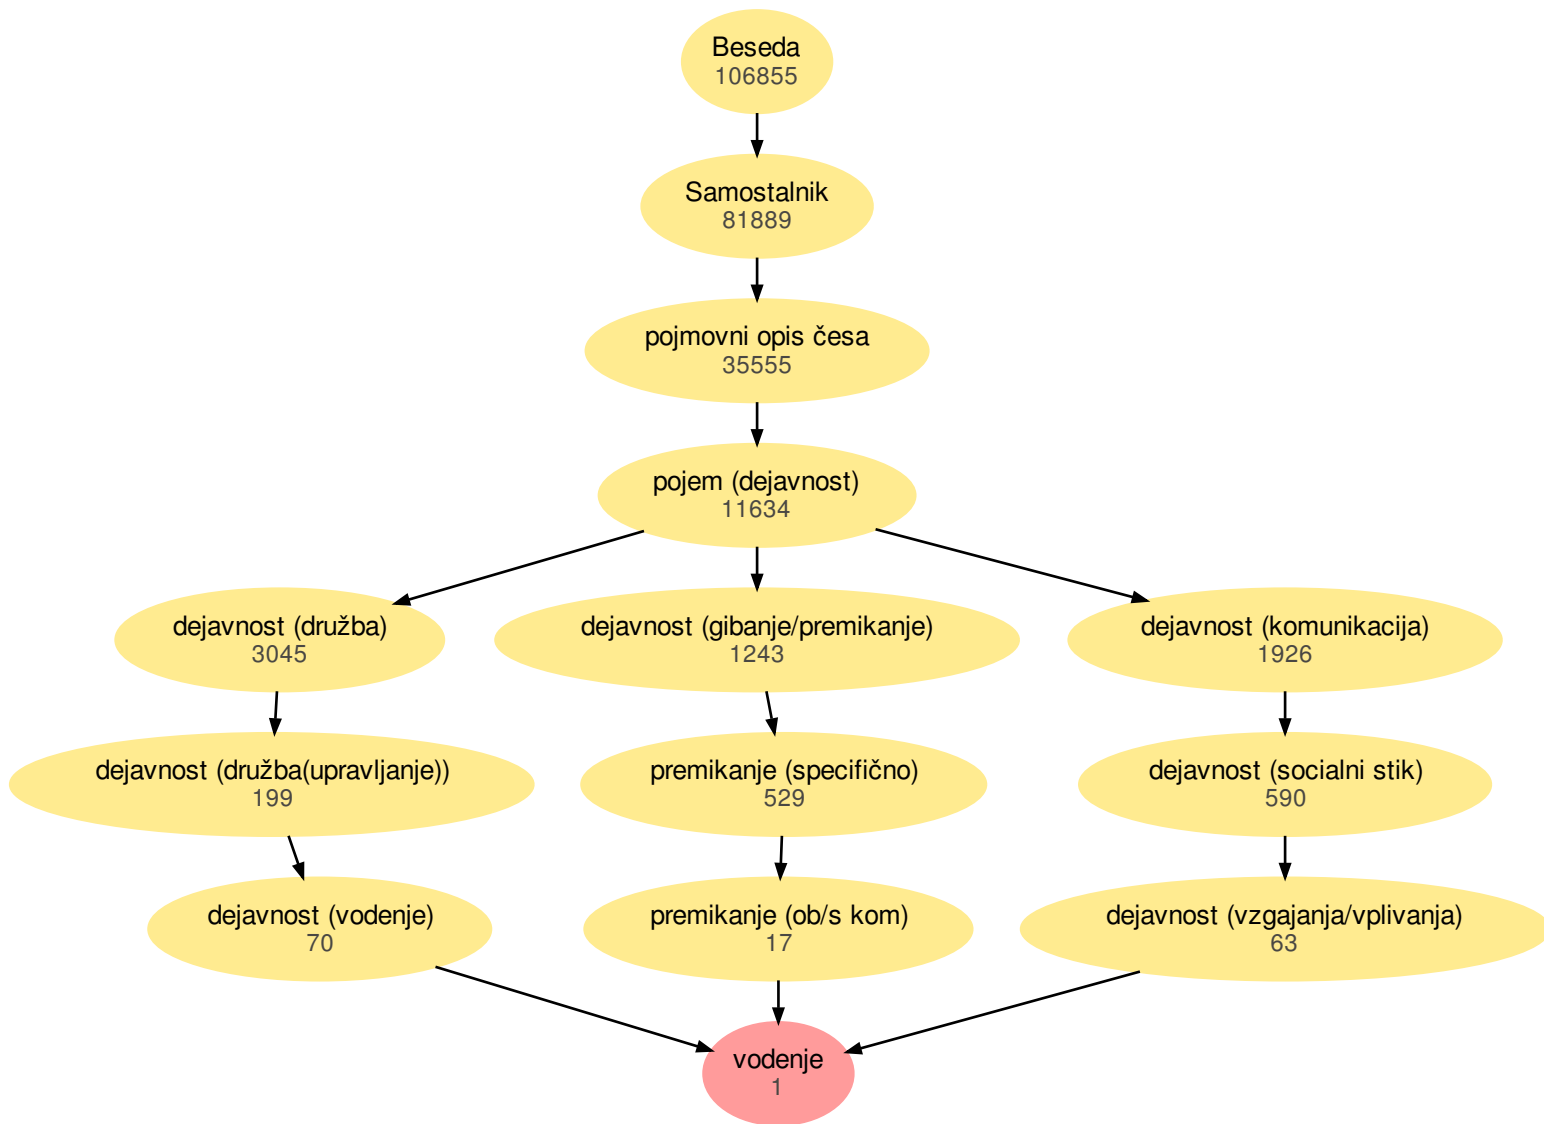 Beseda
106855
Samostalnik
81889
pojmovni opis česa
35555
pojem (dejavnost)
11634
dejavnost (družba)
3045
dejavnost (gibanje/premikanje)
1243
dejavnost (komunikacija)
1926
dejavnost (družba(upravljanje))
199
premikanje (specifično)
529
dejavnost (socialni stik)
590
dejavnost (vodenje)
70
premikanje (ob/s kom)
17
dejavnost (vzgajanja/vplivanja)
63
vodenje
1